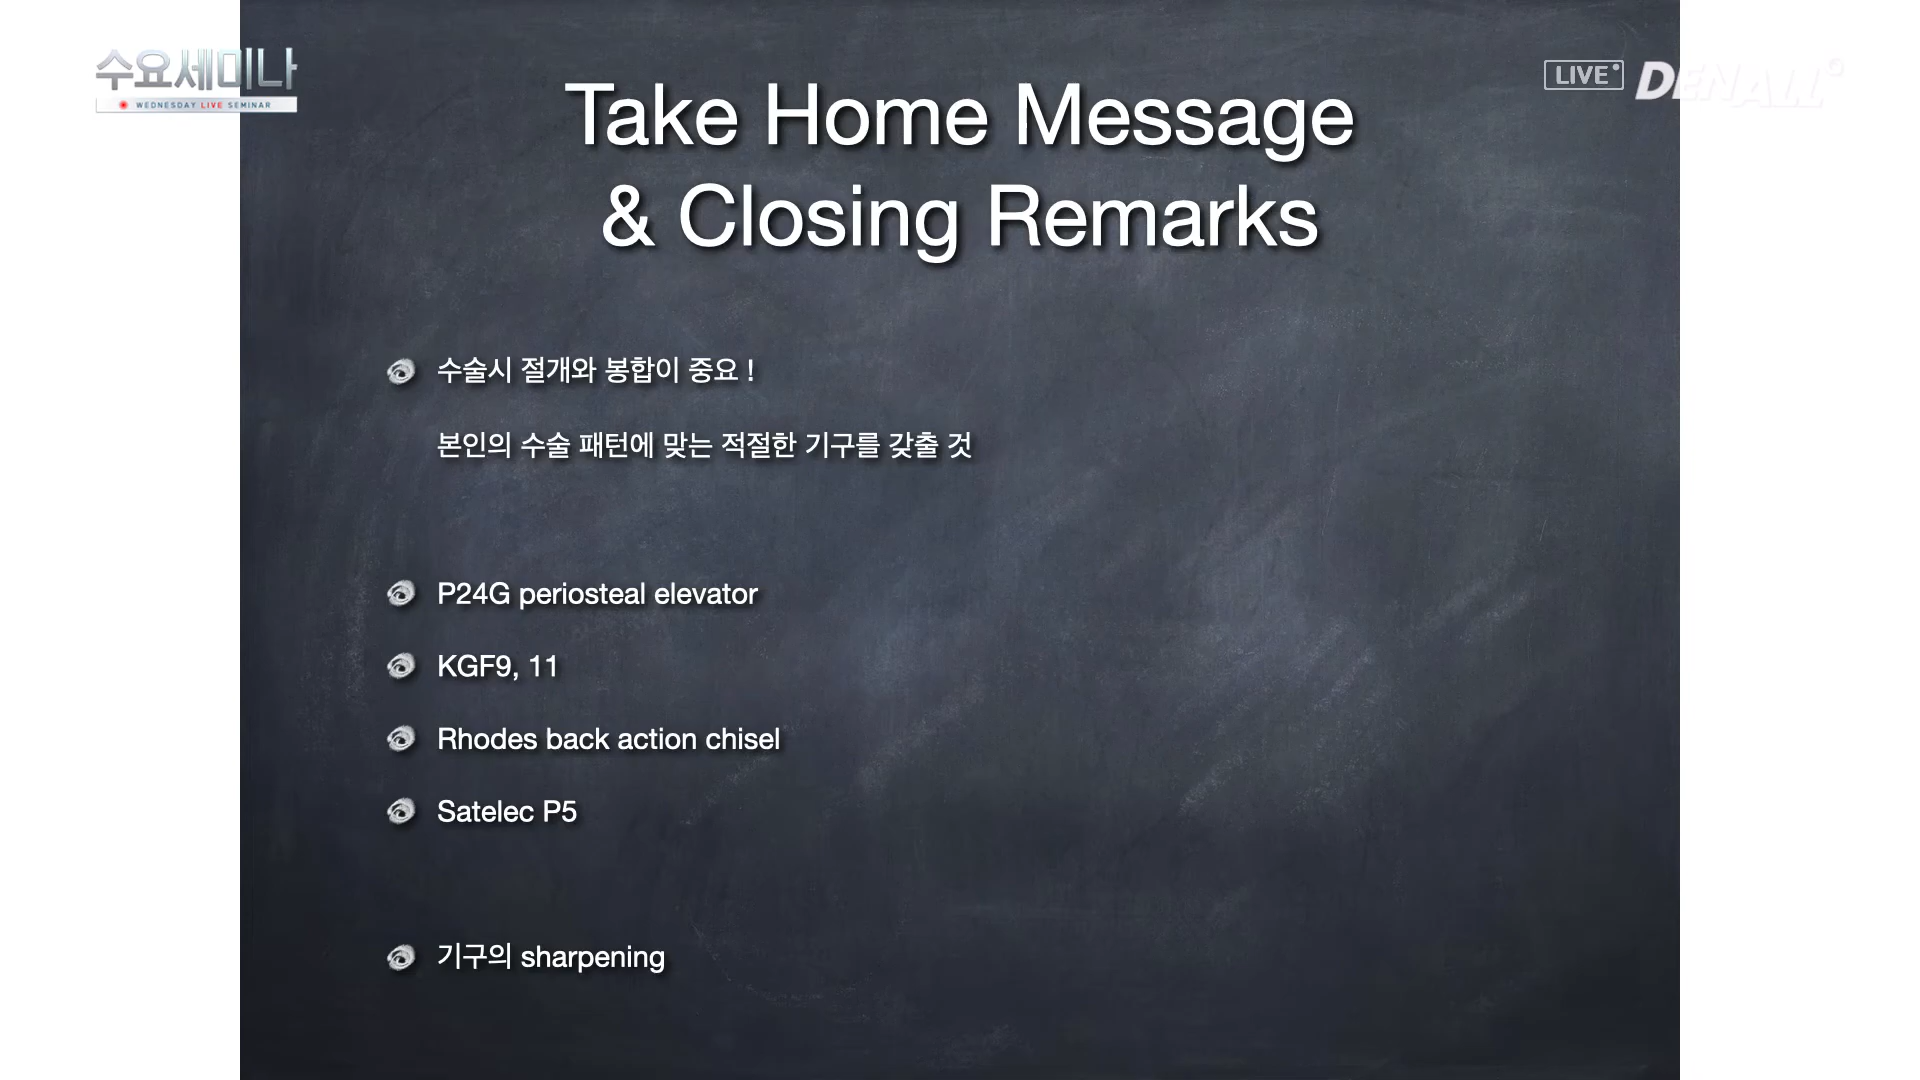 수요세미나
WEDNESDAY LIVE SEMINAR
LIVE
DENALL
Take Home Message
& Closing Remarks
수술시 절개와 봉합이 중요 !
본인의 수술 패턴에 맞는 적절한 기구를 갖출 것
P24G periosteal elevator
KGF9, 11
Rhodes back action chisel
Satelec P5
기구의 sharpening